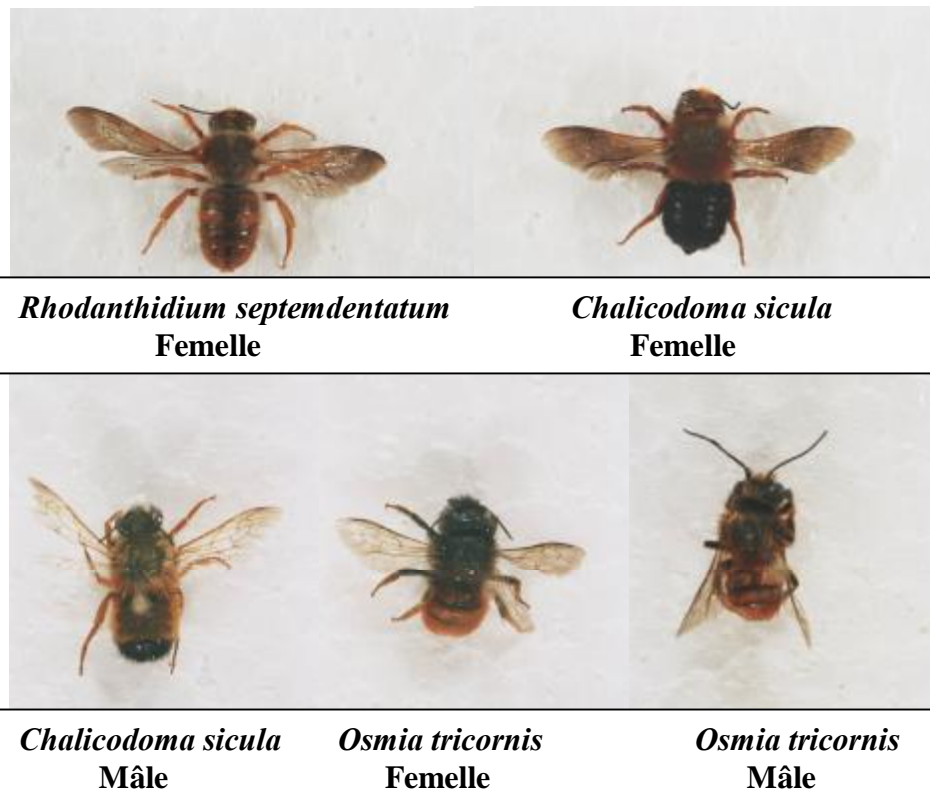 Rhodanthidium septemdentatum
Femelle
Chalicodoma sicula
Femelle
Chalicodoma sicula
Mâle
Osmia tricornis
Femelle
Osmia tricornis
Mâle